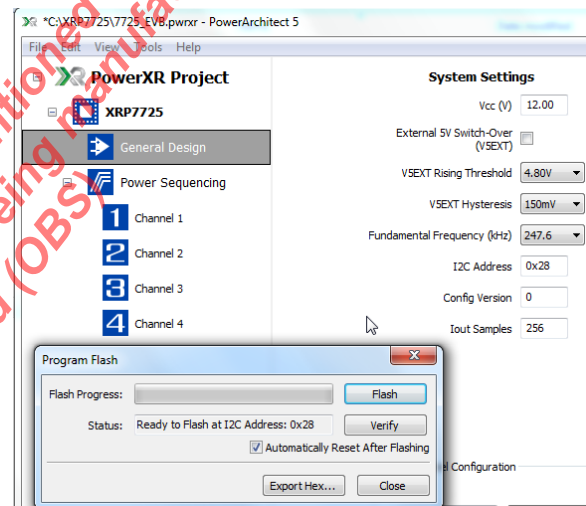 *C:\XRP7725\7725_EVB.pwrxr - PowerArchitect 5
File Edit View Tools Help
PowerXR Project
XRP7725
General Design
Power Sequencing
Channel 1
Channel 2
Channel 3
Channel 4
System Settings
Vcc (V) 12.00
External 5V Switch-Over
(V5EXT)
V5EXT Rising Threshold 4.80V
V5EXT Hysteresis 150mV
Fundamental Frequency (kHz) 247.6
I2C Address 0x28
Config Version 0
Iout Samples 256
Program Flash
Flash Progress: Flash
Status: Ready to Flash at I2C Address: 0x28 Verify
Automatically Reset After Flashing
Export Hex... Close
Configuration
(OBS)